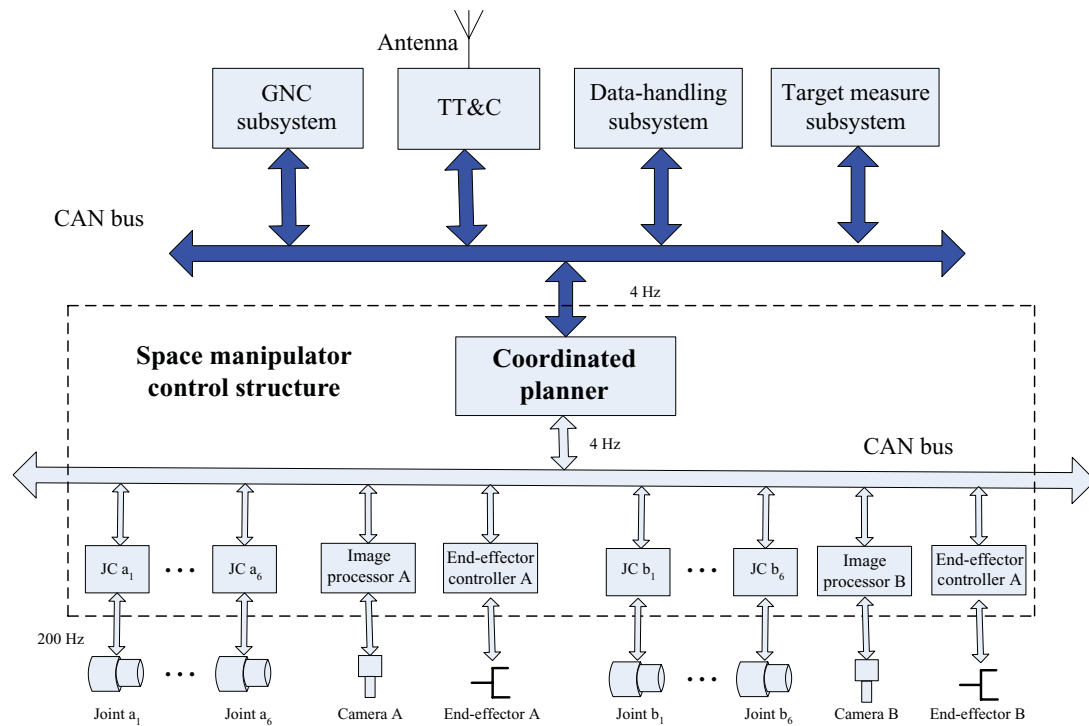 Antenna
GNC
subsystem
TT&C
Data-handling
subsystem
Target measure
subsystem
CAN bus
4 Hz
Space manipulator
control structure
Coordinated
planner
4 Hz
CAN bus
JC a₁
• • •
JC a₆
Image
processor A
End-effector
controller A
JC b₁
• • •
JC b₆
Image
processor B
End-effector
controller A
200 Hz
• • •
• • •
Joint a₁
Joint a₆
Camera A
End-effector A
Joint b₁
Joint b₆
Camera B
End-effector B